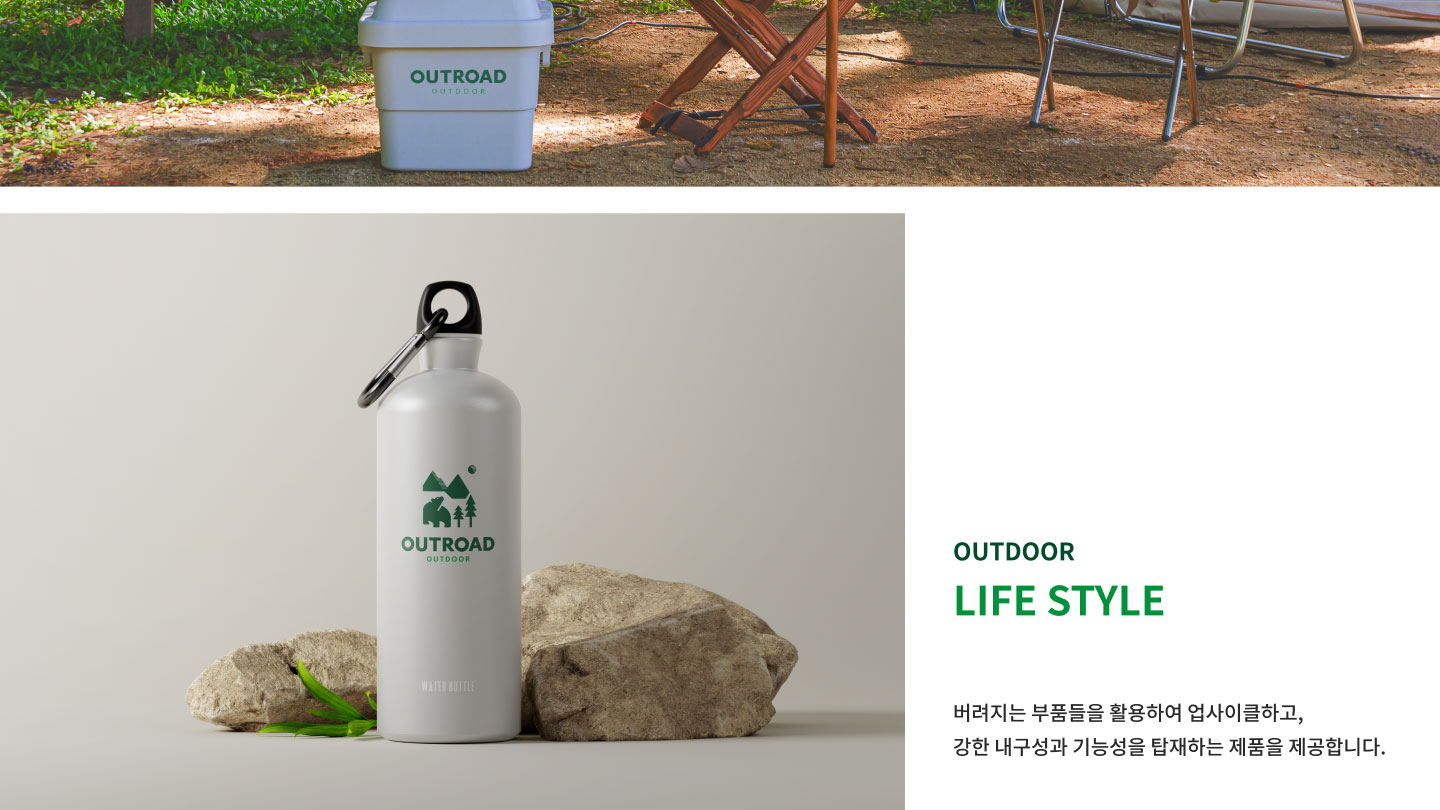 OUTROAD
OUTDOOR
OUTROAD
OUTDOOR
WATER BOTTLE
OUTDOOR
LIFE STYLE
버려지는 부품들을 활용하여 업사이클하고,
강한 내구성과 기능성을 탑재하는 제품을 제공합니다.